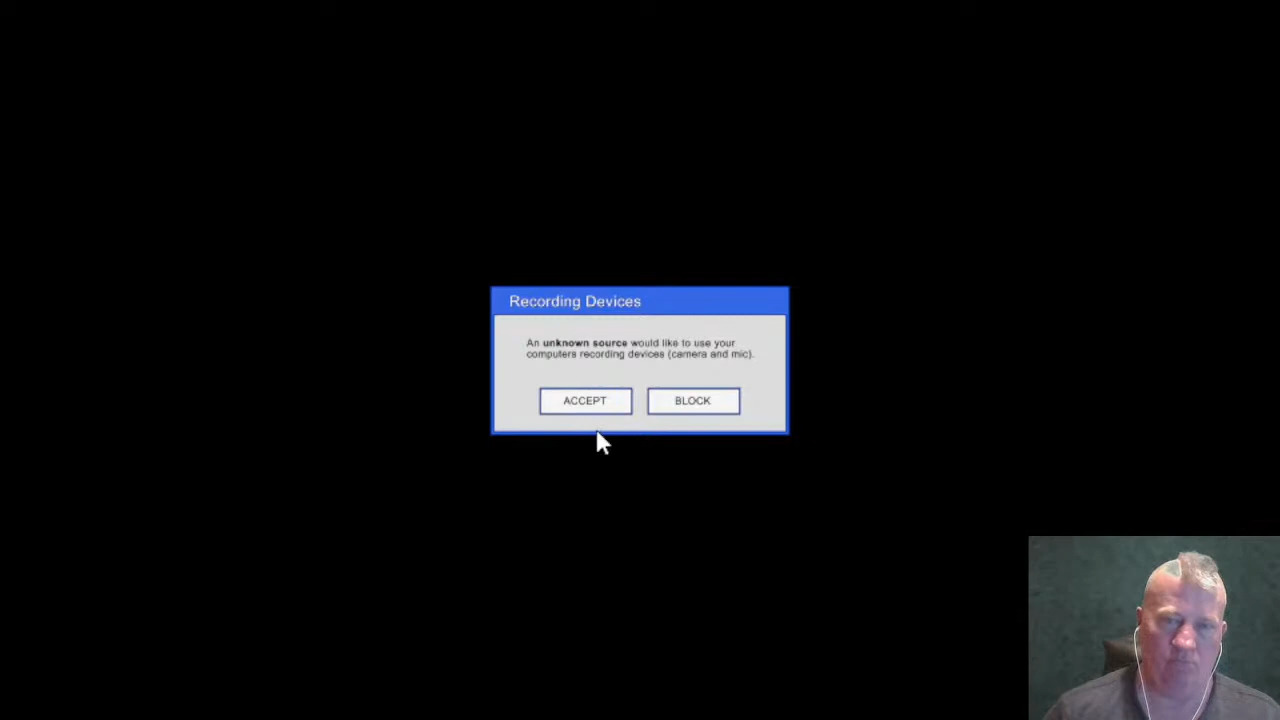 Recording Devices
An unknown source would like to use your
computers recording devices (camera and mic).
ACCEPT
BLOCK